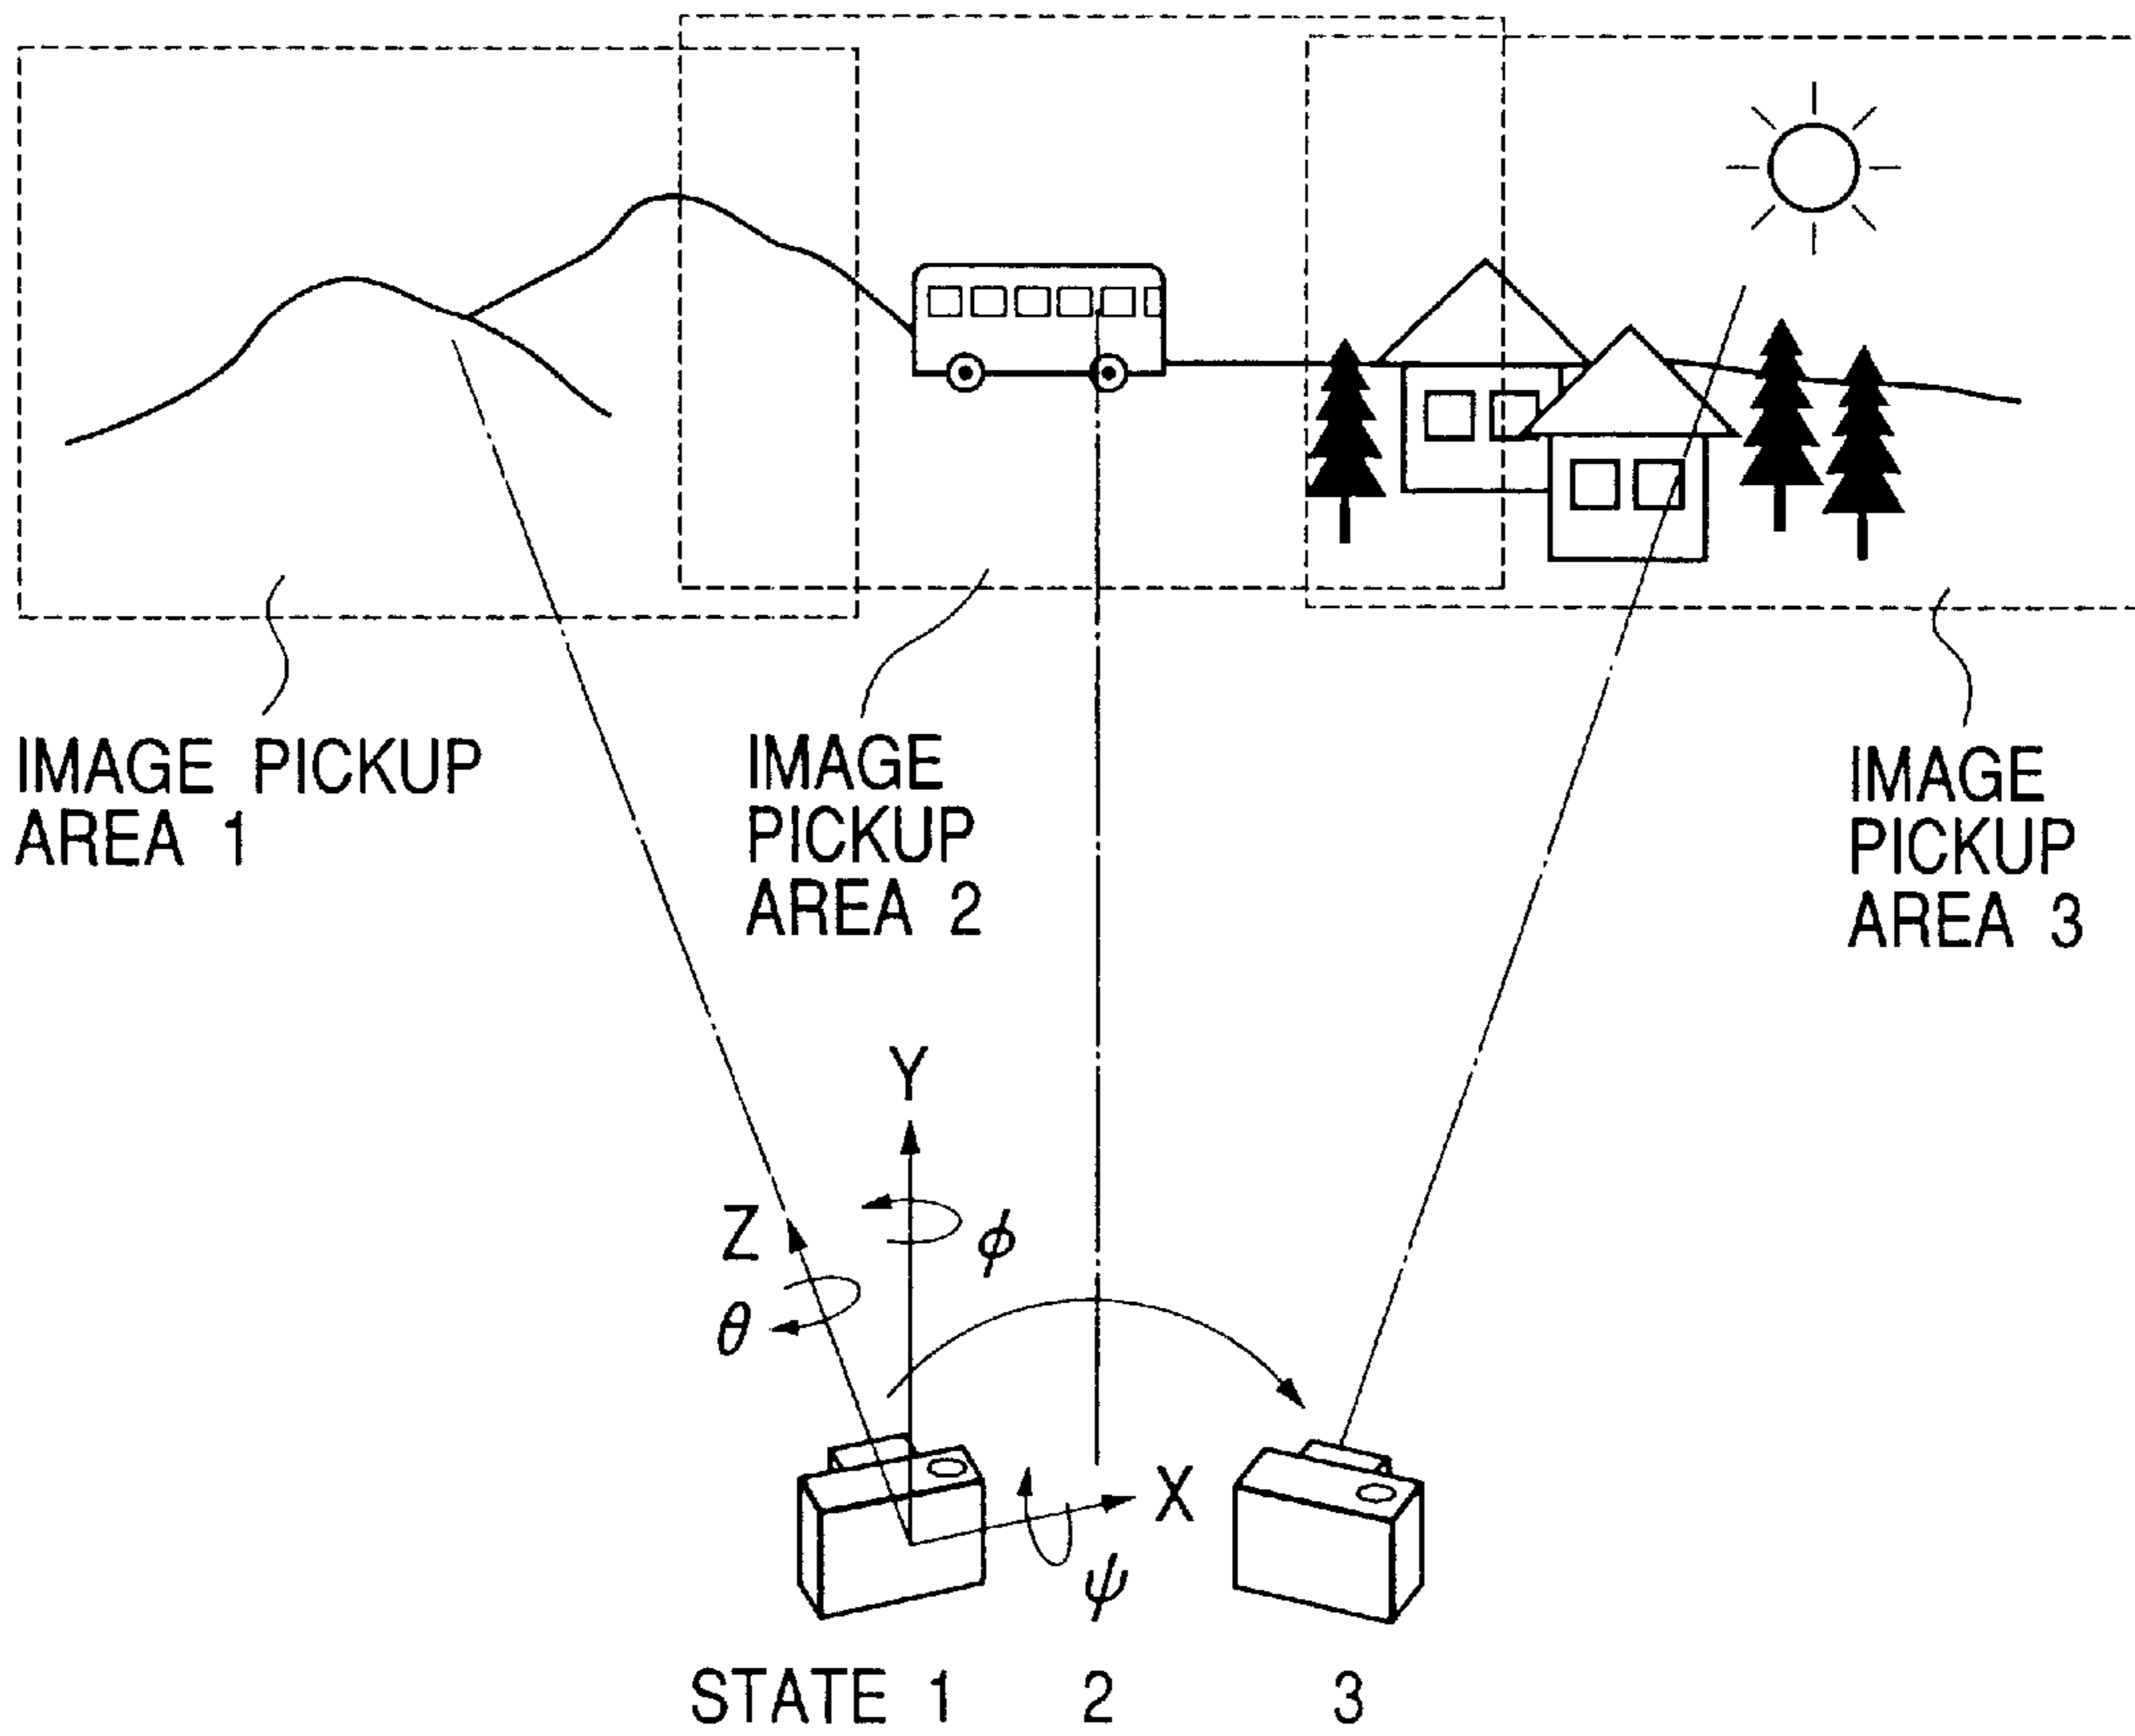 IMAGE PICKUP
AREA 1
IMAGE
PICKUP
AREA 2
IMAGE
PICKUP
AREA 3
Y
Z
ϕ
θ
X
ψ
STATE 1 2 3